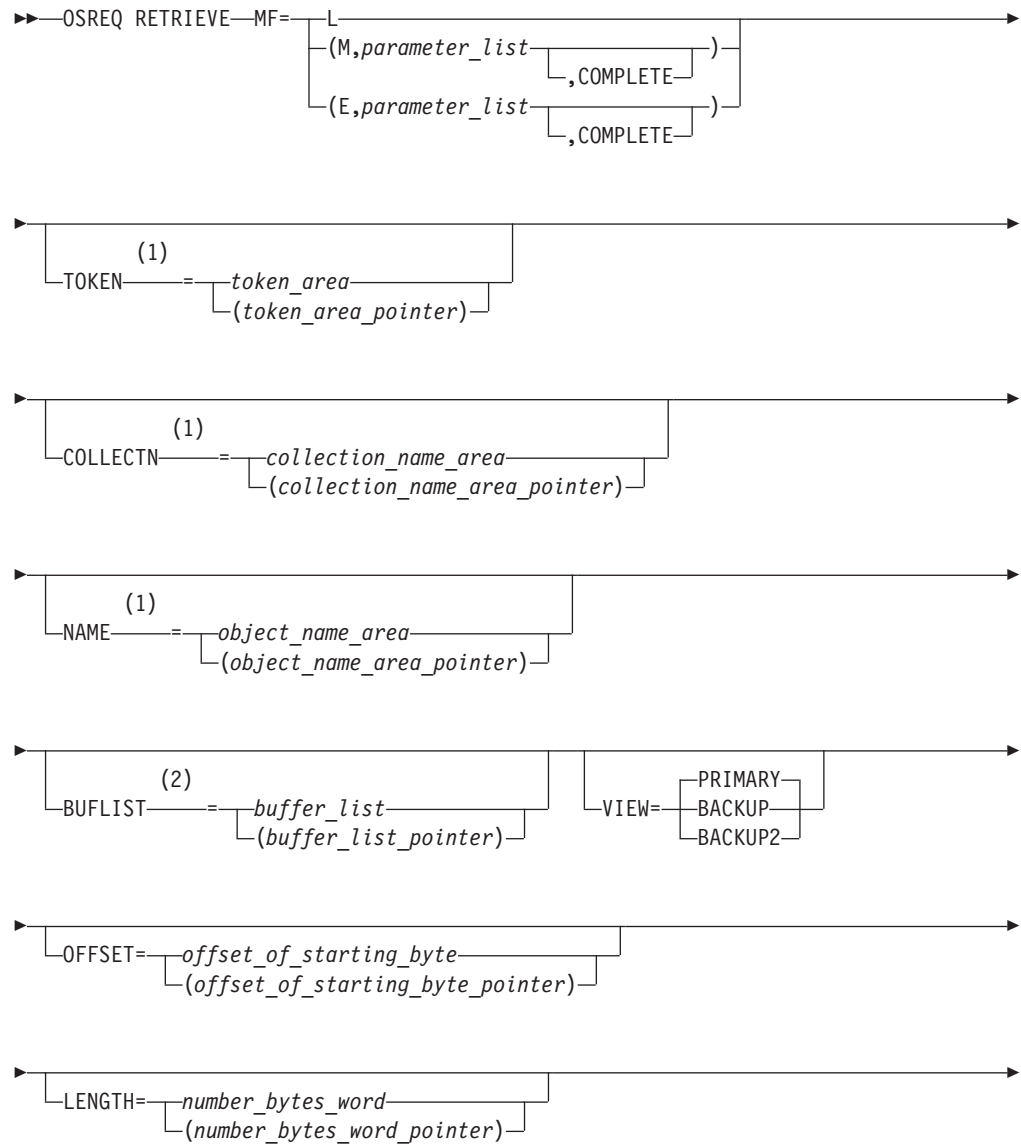 OSREQ RETRIEVE MF= L
(M,parameter_list )
,COMPLETE
(E,parameter_list )
,COMPLETE
(1)
TOKEN = token_area
(token_area_pointer)
(1)
COLLECTN = collection_name_area
(collection_name_area_pointer)
(1)
NAME = object_name_area
(object_name_area_pointer)
(2) PRIMARY
BUFLIST = buffer_list VIEW= BACKUP
(buffer_list_pointer) BACKUP2
OFFSET= offset_of_starting_byte
(offset_of_starting_byte_pointer)
LENGTH= number_bytes_word
(number_bytes_word_pointer)